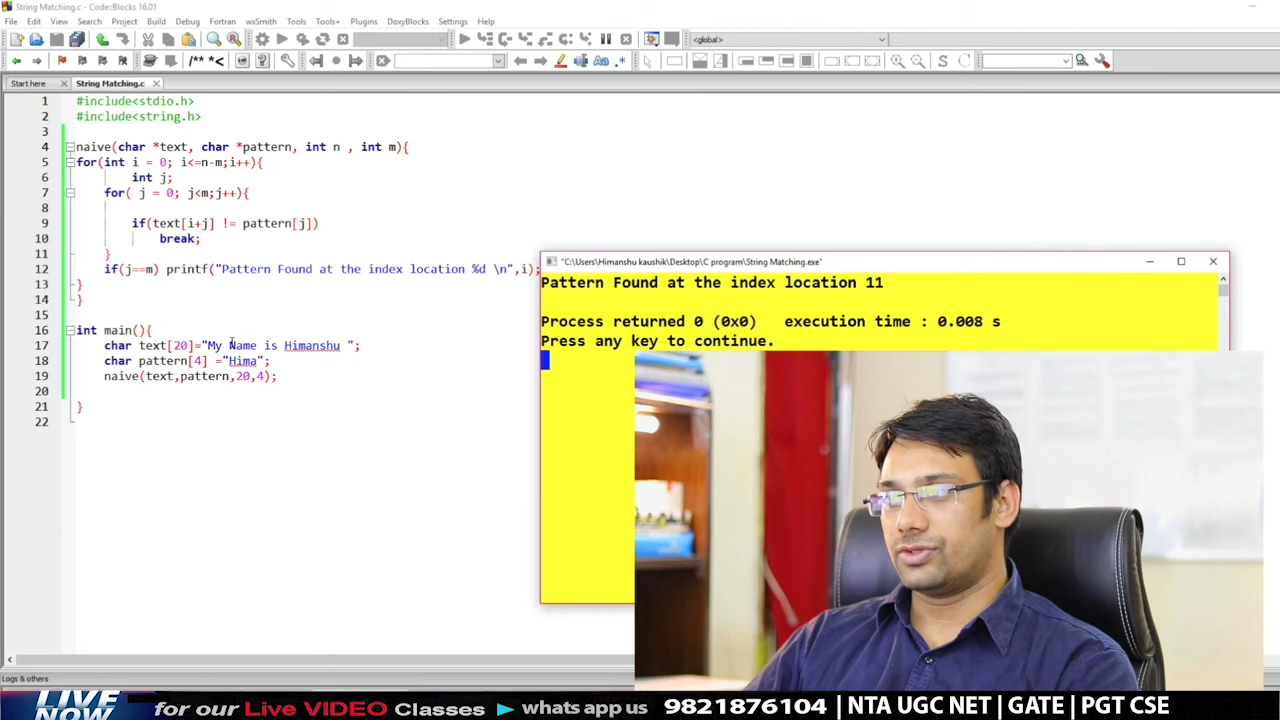 String Matching.c - Code::Blocks 16.01
File Edit View Search Project Build Debug Fortran wxSmith Tools Tools+ Plugins DoxyBlocks Settings Help
<global>
/** *<
Aa .*
S C
Start here String Matching.c
1 #include<stdio.h>
2 #include<string.h>
3
4 naive(char *text, char *pattern, int n , int m){
5 for(int i = 0; i<=n-m;i++){
6 int j;
7 for( j = 0; j<m;j++){
8
9 if(text[i+j] != pattern[j])
10 break;
11 }
12 if(j==m) printf("Pattern Found at the index location %d \n",i);
13 }
14 }
15
16 int main(){
17 char text[20]="My Name is Himanshu ";
18 char pattern[4] ="Hima";
19 naive(text,pattern,20,4);
20
21 }
22
"C:\Users\Himanshu kaushik\Desktop\C program\String Matching.exe"
Pattern Found at the index location 11
Process returned 0 (0x0) execution time : 0.008 s
Press any key to continue.
Logs & others
LIVE NOW for our Live VIDEO Classes whats app us 9821876104 | NTA UGC NET | GATE | PGT CSE